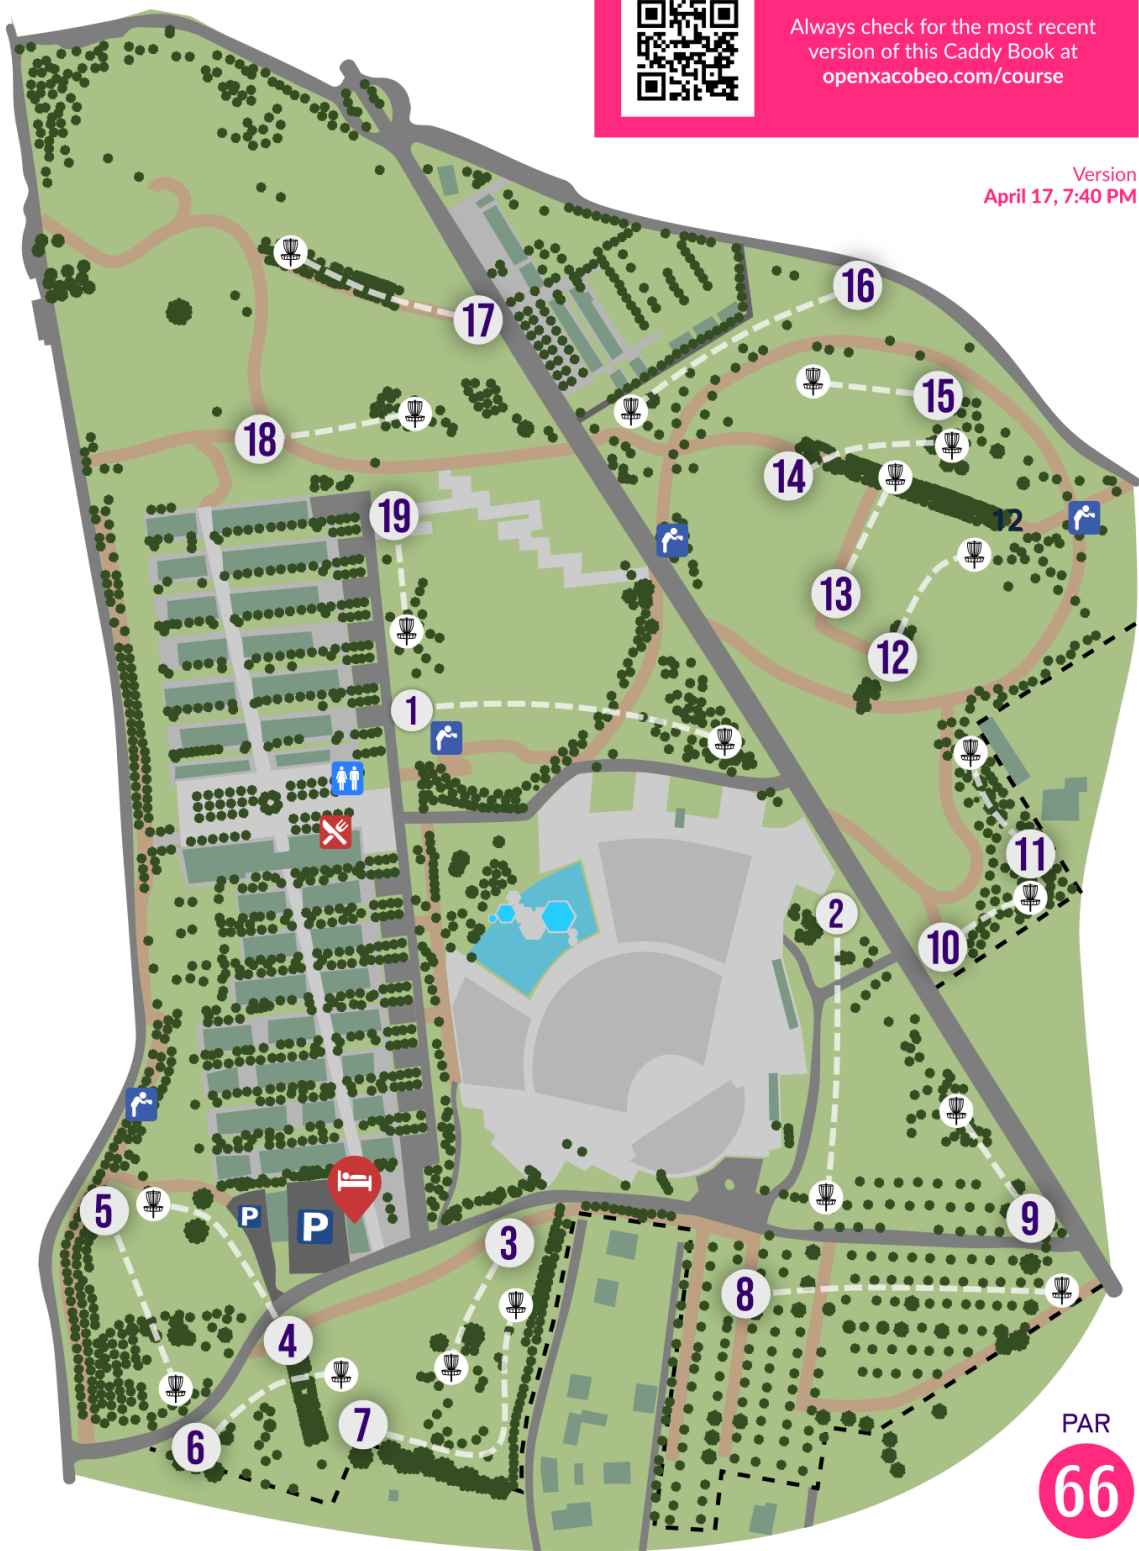 Always check for the most recent
version of this Caddy Book at
openxacobeo.com/course
Version
April 17, 7:40 PM
16
17
15
18
14
19
12
13
12
1
11
2
10
5
P
P
3
9
8
4
7
6
PAR
66